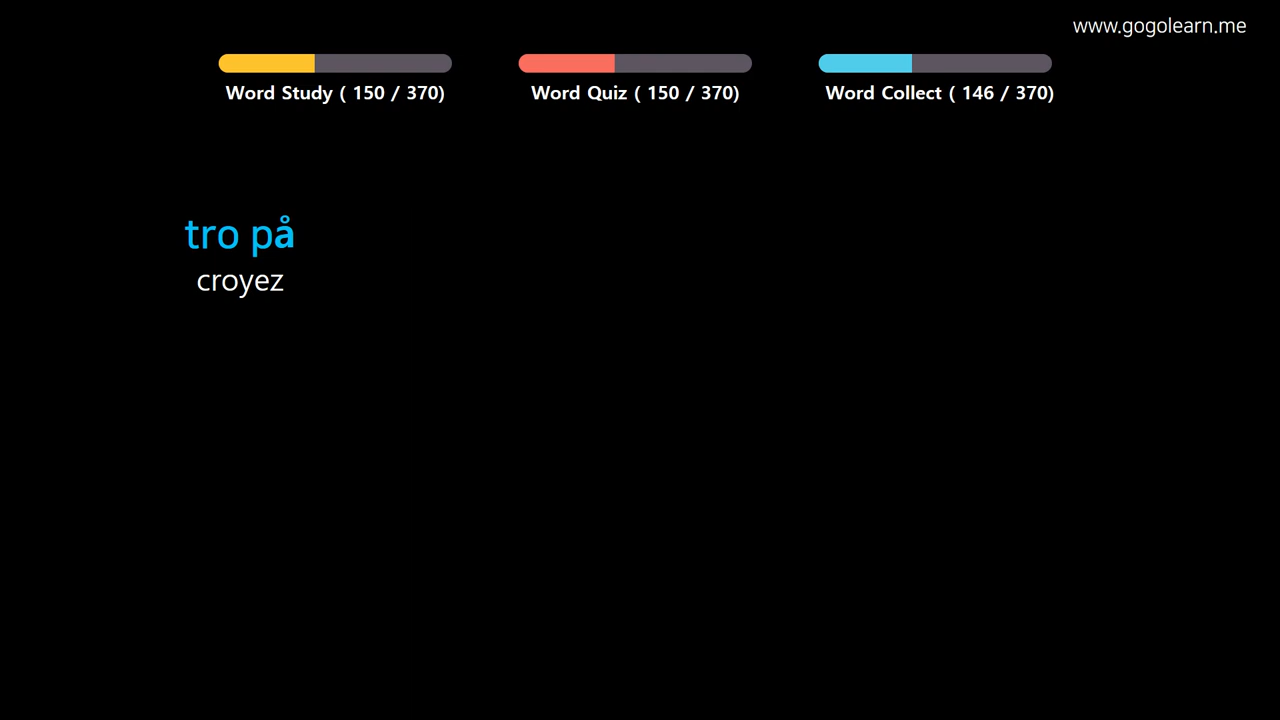 www.gogolearn.me
Word Study ( 150 / 370)
Word Quiz ( 150 / 370)
Word Collect ( 146 / 370)
tro på
croyez